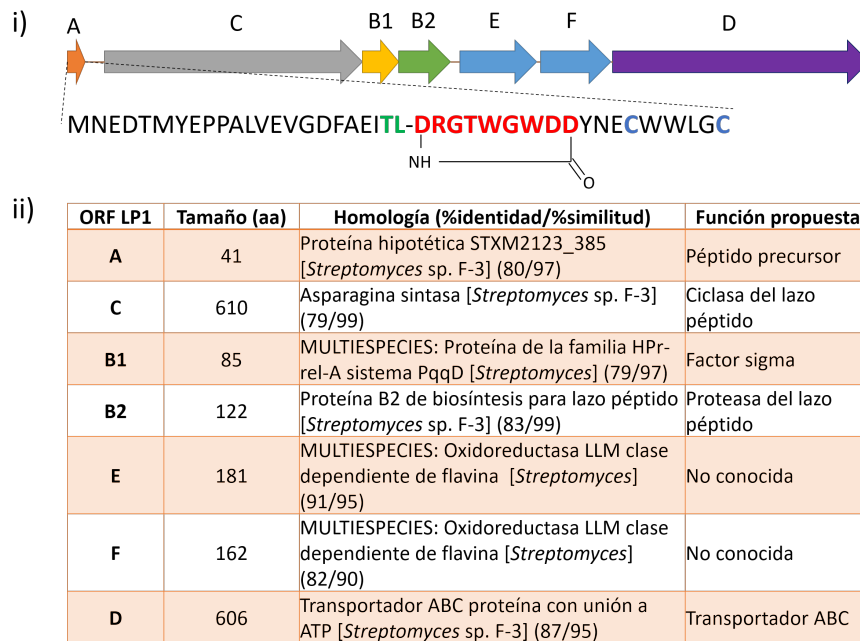 i)
A C B1 B2 E F D
MNEDTMYEPPALVEVGDFAEITL-DRGTWGWDDYNECWWLGC
NH
O
ii)
ORF LP1 Tamaño (aa) Homología (%identidad/%similitud) Función propuesta
A 41 Proteína hipotética STXM2123_385 [Streptomyces sp. F-3] (80/97) Péptido precursor
C 610 Asparagina sintasa [Streptomyces sp. F-3] (79/99) Ciclasa del lazo péptido
B1 85 MULTIESPECIES: Proteína de la familia HPr-rel-A sistema PqqD [Streptomyces] (79/97) Factor sigma
B2 122 Proteína B2 de biosíntesis para lazo péptido [Streptomyces sp. F-3] (83/99) Proteasa del lazo péptido
E 181 MULTIESPECIES: Oxidoreductasa LLM clase dependiente de flavina [Streptomyces] (91/95) No conocida
F 162 MULTIESPECIES: Oxidoreductasa LLM clase dependiente de flavina [Streptomyces] (82/90) No conocida
D 606 Transportador ABC proteína con unión a ATP [Streptomyces sp. F-3] (87/95) Transportador ABC